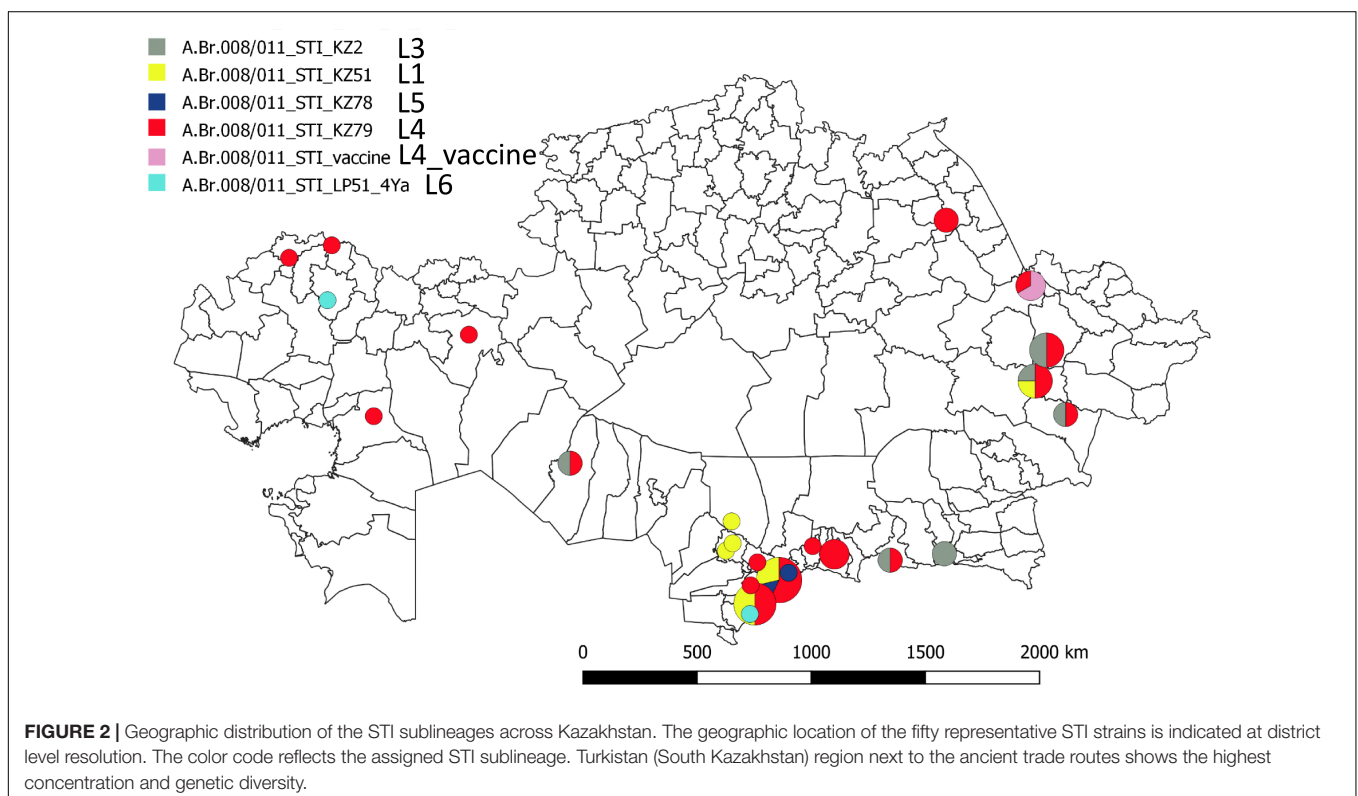 A.Br.008/011_STI_KZ2 L3
A.Br.008/011_STI_KZ51 L1
A.Br.008/011_STI_KZ78 L5
A.Br.008/011_STI_KZ79 L4
A.Br.008/011_STI_vaccine L4_vaccine
A.Br.008/011_STI_LP51_4Ya L6
0 500 1000 1500 2000 km
FIGURE 2 | Geographic distribution of the STI sublineages across Kazakhstan. The geographic location of the fifty representative STI strains is indicated at district
level resolution. The color code reflects the assigned STI sublineage. Turkistan (South Kazakhstan) region next to the ancient trade routes shows the highest
concentration and genetic diversity.